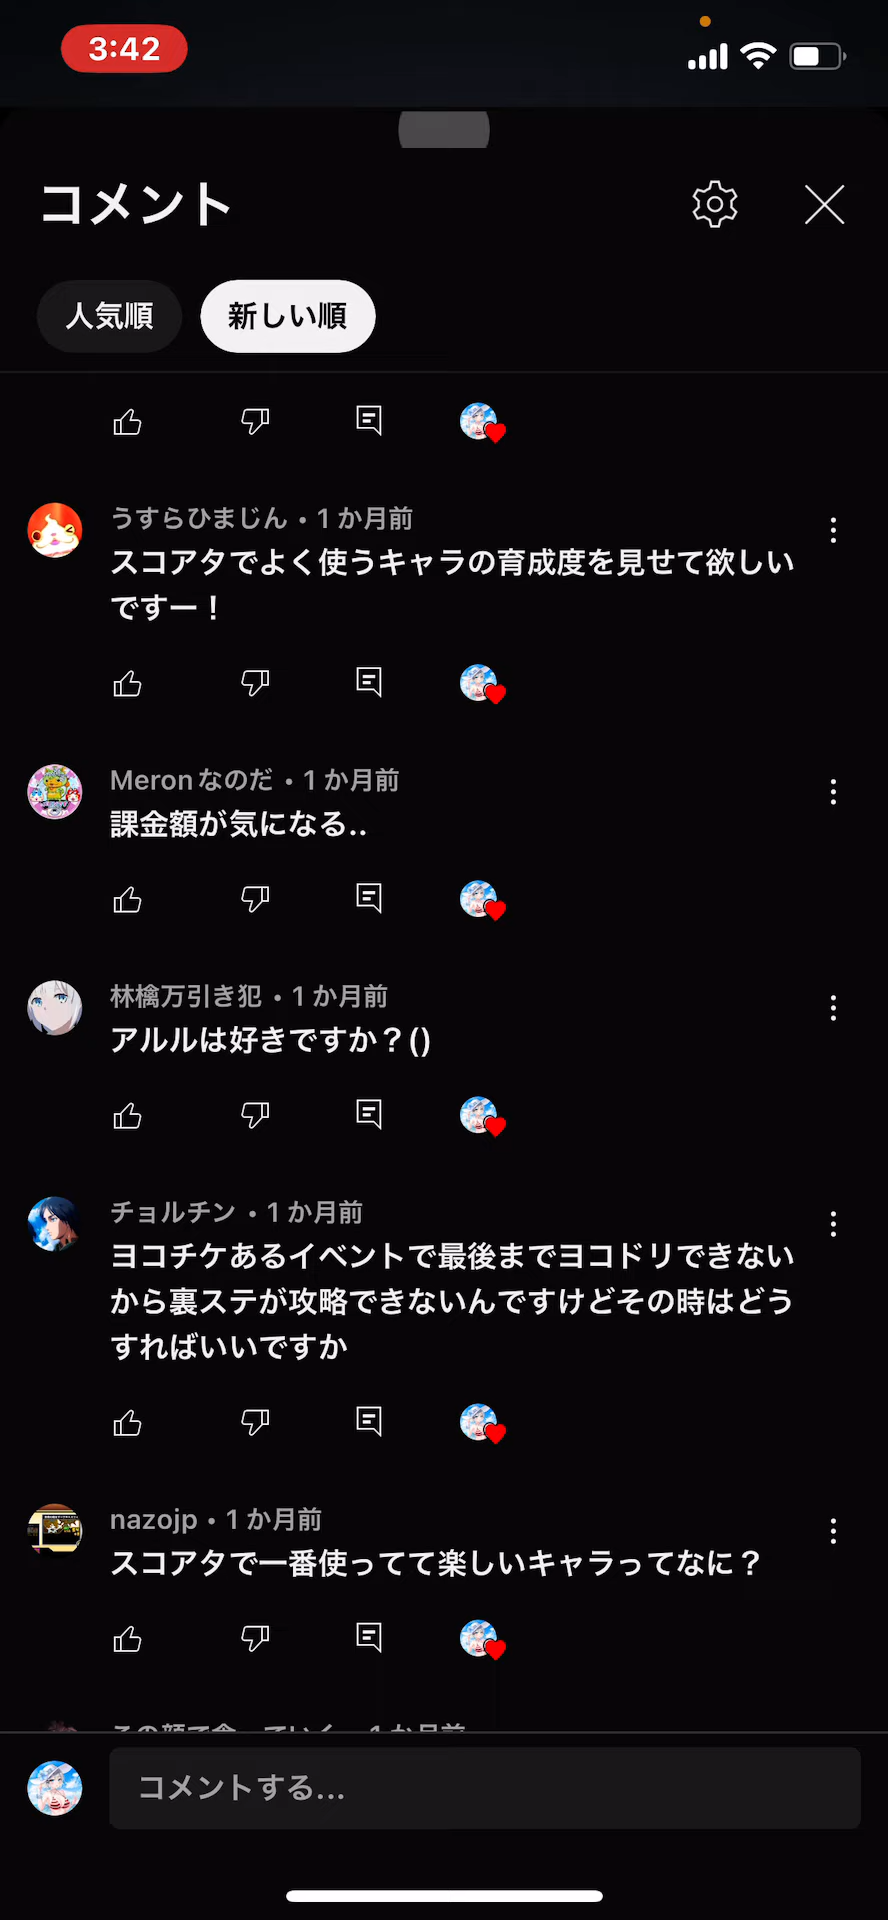 3:42
コメント
人気順
新しい順
うすらひまじん・1 か月前
スコアタでよく使うキャラの育成度を見せて欲しい
ですー！
Meronなのだ・1 か月前
課金額が気になる..
林檎万引き犯・1 か月前
アルルは好きですか？()
チョルチン・1 か月前
ヨコチケあるイベントで最後までヨコドリできない
から裏ステが攻略できないんですけどその時はどう
すればいいですか
nazojp・1 か月前
スコアタで一番使ってて楽しいキャラってなに？
コメントする...